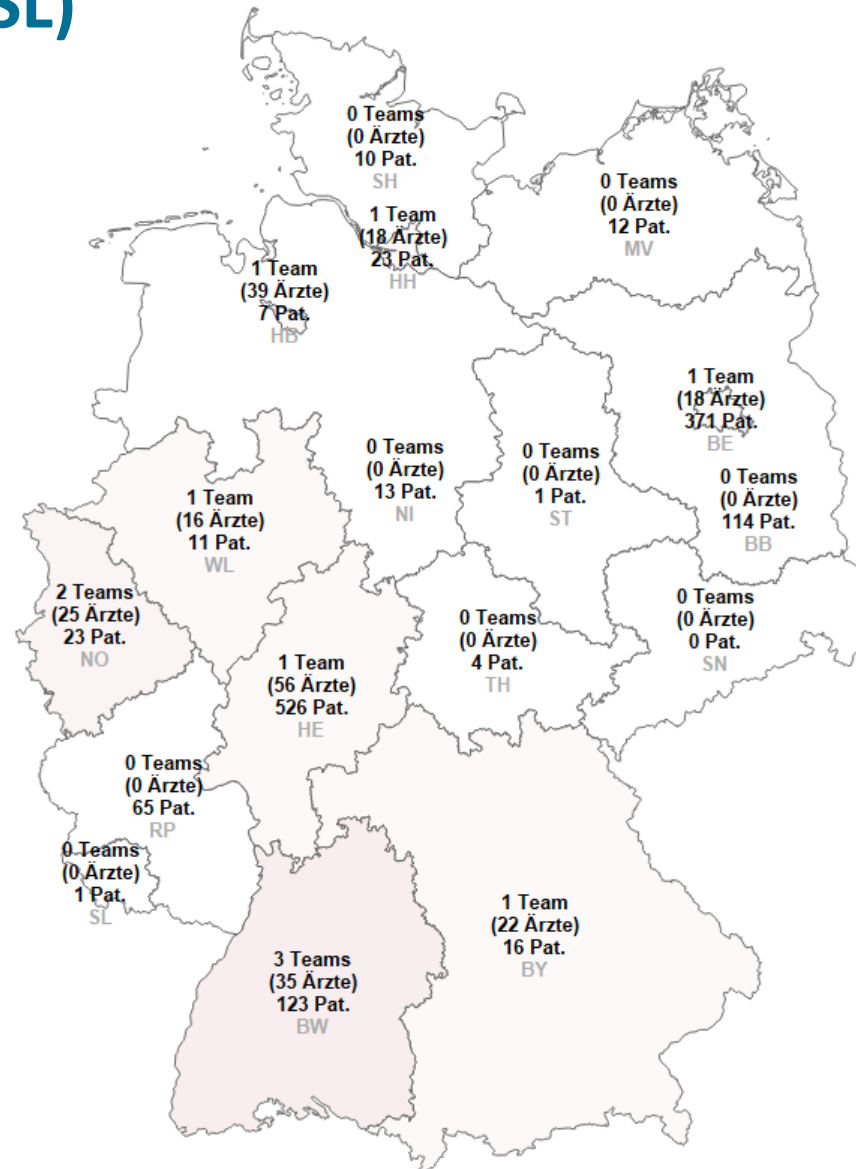 SL)
0 Teams
(0 Ärzte)
10 Pat.
SH
0 Teams
(0 Ärzte)
12 Pat.
MV
1 Team
(18 Ärzte)
23 Pat.
HH
1 Team
(39 Ärzte)
7 Pat.
HB
1 Team
(18 Ärzte)
371 Pat.
BE
0 Teams
(0 Ärzte)
13 Pat.
NI
0 Teams
(0 Ärzte)
1 Pat.
ST
0 Teams
(0 Ärzte)
114 Pat.
BB
1 Team
(16 Ärzte)
11 Pat.
WL
2 Teams
(25 Ärzte)
23 Pat.
NO
0 Teams
(0 Ärzte)
4 Pat.
TH
0 Teams
(0 Ärzte)
0 Pat.
SN
1 Team
(56 Ärzte)
526 Pat.
HE
0 Teams
(0 Ärzte)
65 Pat.
RP
0 Teams
(0 Ärzte)
1 Pat.
SL
1 Team
(22 Ärzte)
16 Pat.
BY
3 Teams
(35 Ärzte)
123 Pat.
BW